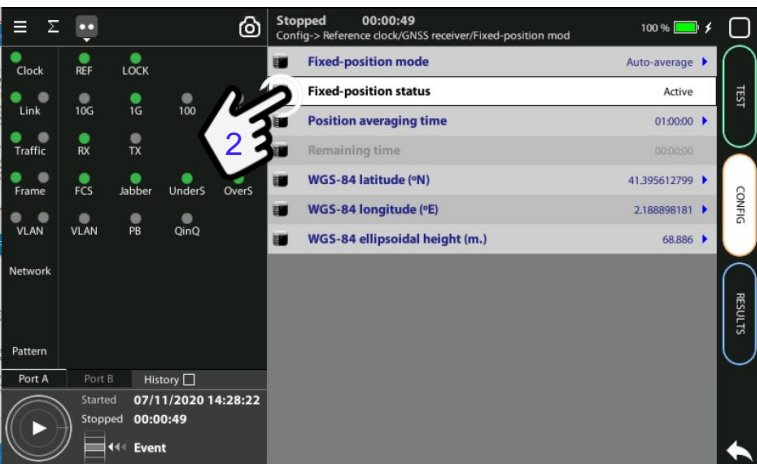 Σ
Stopped 00:00:49
Config-> Reference clock/GNSS receiver/Fixed-position mod
100 %
Clock REF LOCK
Link 10G 1G 100
Traffic RX TX
Frame FCS Jabber UnderS OverS
VLAN VLAN PB QinQ
Network
Pattern
Port A Port B History
Started 07/11/2020 14:28:22
Stopped 00:00:49
Event
2
Fixed-position mode Auto-average
Fixed-position status Active
Position averaging time 01:00:00
Remaining time 00:00:00
WGS-84 latitude (ºN) 41.395612799
WGS-84 longitude (ºE) 2.188898181
WGS-84 ellipsoidal height (m.) 68.886
TEST
CONFIG
RESULTS